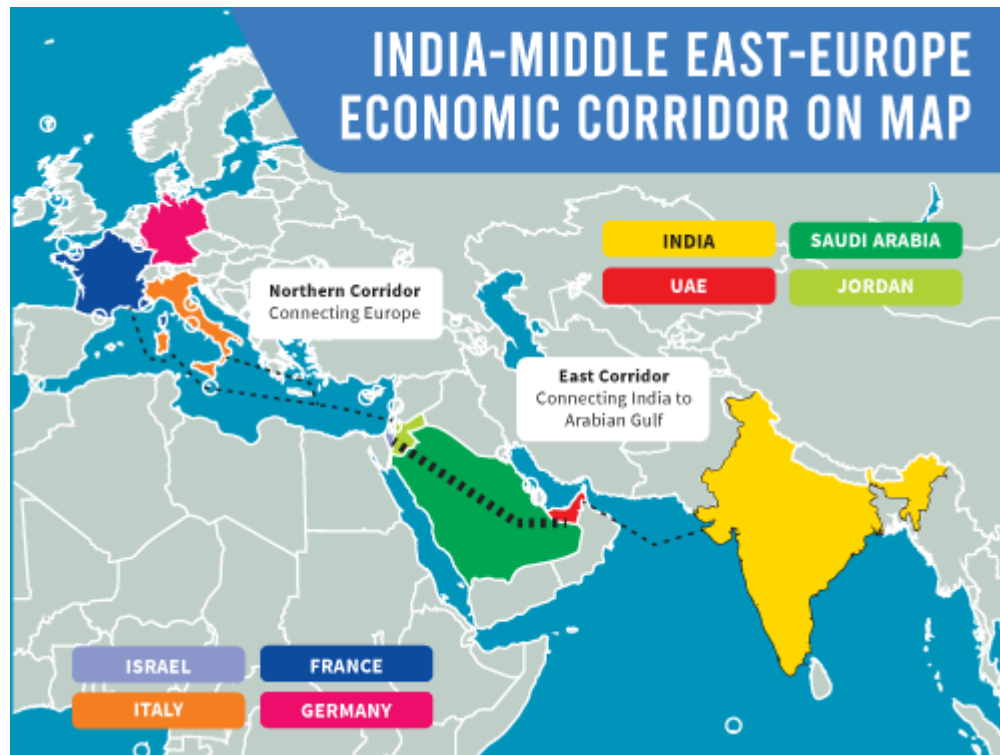 INDIA-MIDDLE EAST-EUROPE
ECONOMIC CORRIDOR ON MAP
INDIA
SAUDI ARABIA
UAE
JORDAN
Northern Corridor
Connecting Europe
East Corridor
Connecting India to
Arabian Gulf
ISRAEL
FRANCE
ITALY
GERMANY